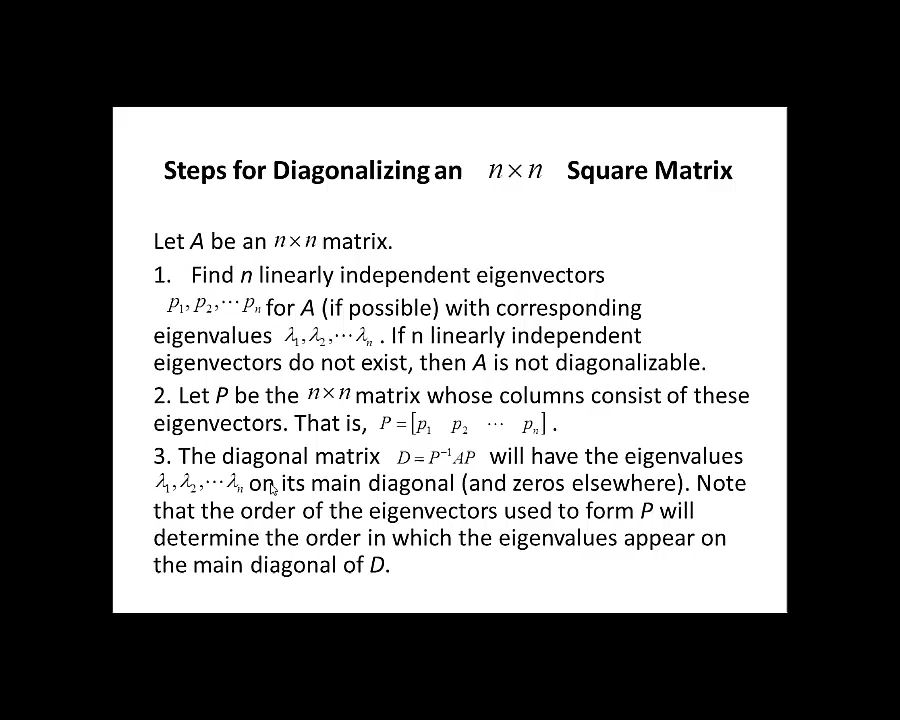 Steps for Diagonalizing an n×n Square Matrix
Let A be an n×n matrix.
1. Find n linearly independent eigenvectors
p₁, p₂, ⋯ pₙ for A (if possible) with corresponding
eigenvalues λ₁, λ₂, ⋯ λₙ . If n linearly independent
eigenvectors do not exist, then A is not diagonalizable.
2. Let P be the n×n matrix whose columns consist of these
eigenvectors. That is, P = [p₁ p₂ ⋯ pₙ] .
3. The diagonal matrix D = P⁻¹AP will have the eigenvalues
λ₁, λ₂, ⋯ λₙ on its main diagonal (and zeros elsewhere). Note
that the order of the eigenvectors used to form P will
determine the order in which the eigenvalues appear on
the main diagonal of D.